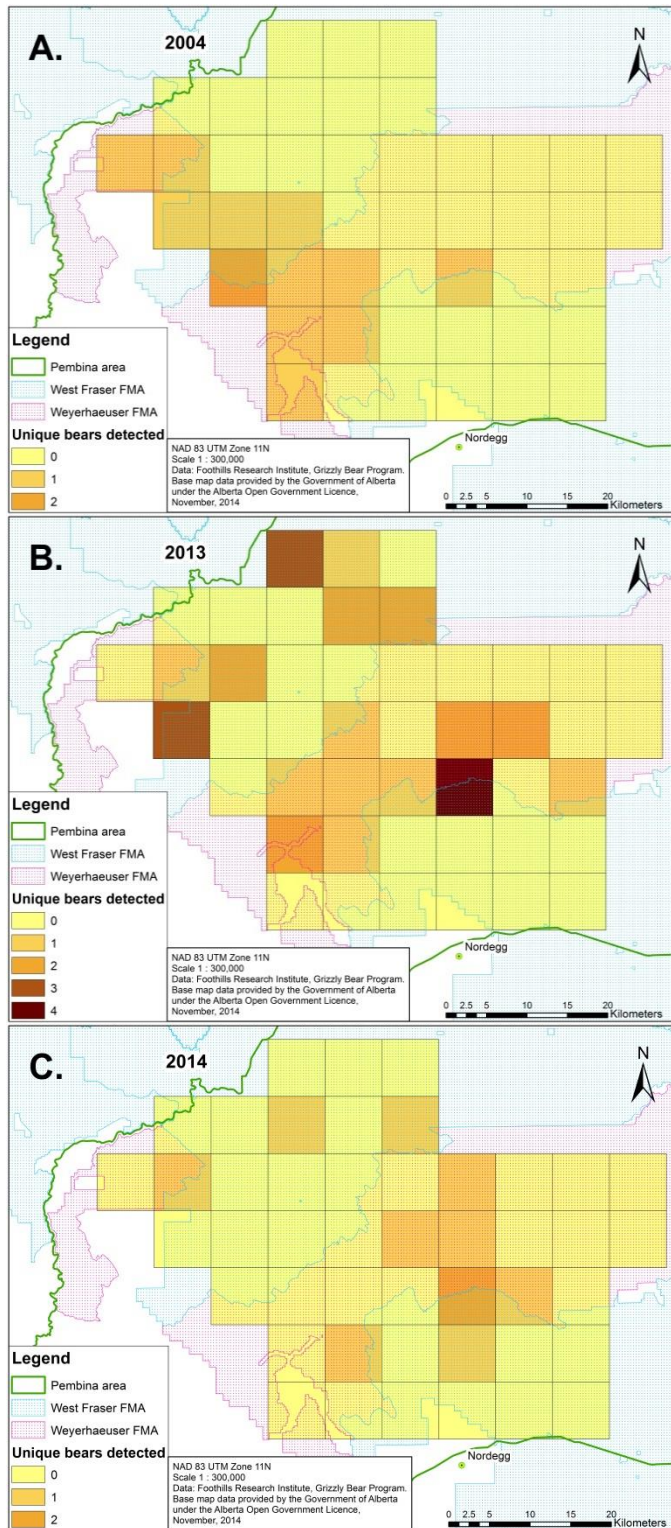 A.
2004
N
Legend
Pembina area
West Fraser FMA
Weyerhaeuser FMA
Unique bears detected
0
1
2
NAD 83 UTM Zone 11N
Scale 1 : 300,000
Data: Foothills Research Institute, Grizzly Bear Program.
Base map data provided by the Government of Alberta
under the Alberta Open Government Licence,
November, 2014
Nordegg
0 2.5 5 10 15 20
Kilometers
B.
2013
N
Legend
Pembina area
West Fraser FMA
Weyerhaeuser FMA
Unique bears detected
0
1
2
3
4
NAD 83 UTM Zone 11N
Scale 1 : 300,000
Data: Foothills Research Institute, Grizzly Bear Program.
Base map data provided by the Government of Alberta
under the Alberta Open Government Licence,
November, 2014
Nordegg
0 2.5 5 10 15 20
Kilometers
C.
2014
N
Legend
Pembina area
West Fraser FMA
Weyerhaeuser FMA
Unique bears detected
0
1
2
NAD 83 UTM Zone 11N
Scale 1 : 300,000
Data: Foothills Research Institute, Grizzly Bear Program.
Base map data provided by the Government of Alberta
under the Alberta Open Government Licence,
November, 2014
Nordegg
0 2.5 5 10 15 20
Kilometers